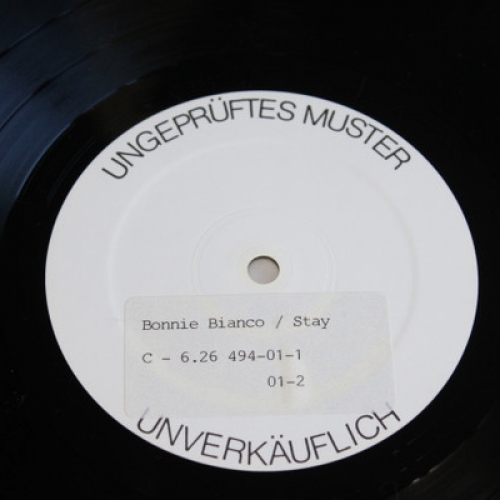 UNGEPRÜFTES MUSTER
Bonnie Bianco / Stay
C - 6.26 494-01-1
01-2
UNVERKÄUFLICH